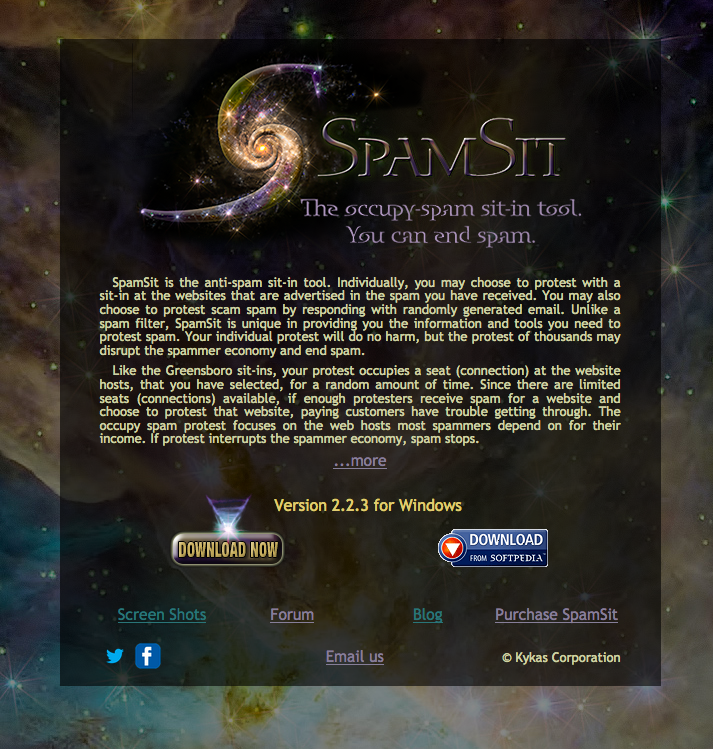 SpamSit
The occupy-spam sit-in tool.
You can end spam.
SpamSit is the anti-spam sit-in tool. Individually, you may choose to protest with a
sit-in at the websites that are advertised in the spam you have received. You may also
choose to protest scam spam by responding with randomly generated email. Unlike a
spam filter, SpamSit is unique in providing you the information and tools you need to
protest spam. Your individual protest will do no harm, but the protest of thousands may
disrupt the spammer economy and end spam.
Like the Greensboro sit-ins, your protest occupies a seat (connection) at the website
hosts, that you have selected, for a random amount of time. Since there are limited
seats (connections) available, if enough protesters receive spam for a website and
choose to protest that website, paying customers have trouble getting through. The
occupy spam protest focuses on the web hosts most spammers depend on for their
income. If protest interrupts the spammer economy, spam stops.
...more
Version 2.2.3 for Windows
DOWNLOAD NOW
DOWNLOAD
FROM SOFTPEDIA™
Screen Shots Forum Blog Purchase SpamSit
f Email us © Kykas Corporation